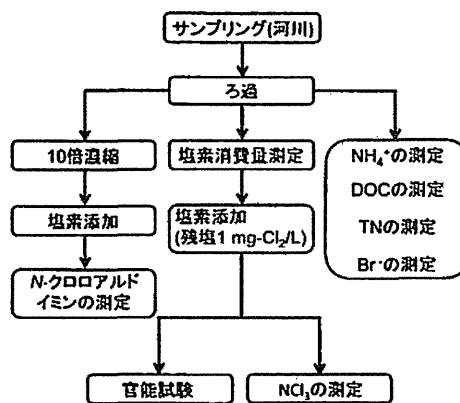 サンプリング(河川)
ろ過
10倍濃縮
塩素添加
N-クロロアルド
イミンの測定
塩素消費量測定
塩素添加
(残塩1 mg-Cl₂/L)
NH₄⁺の測定
DOCの測定
TNの測定
Br⁻の測定
官能試験
NCl₃の測定